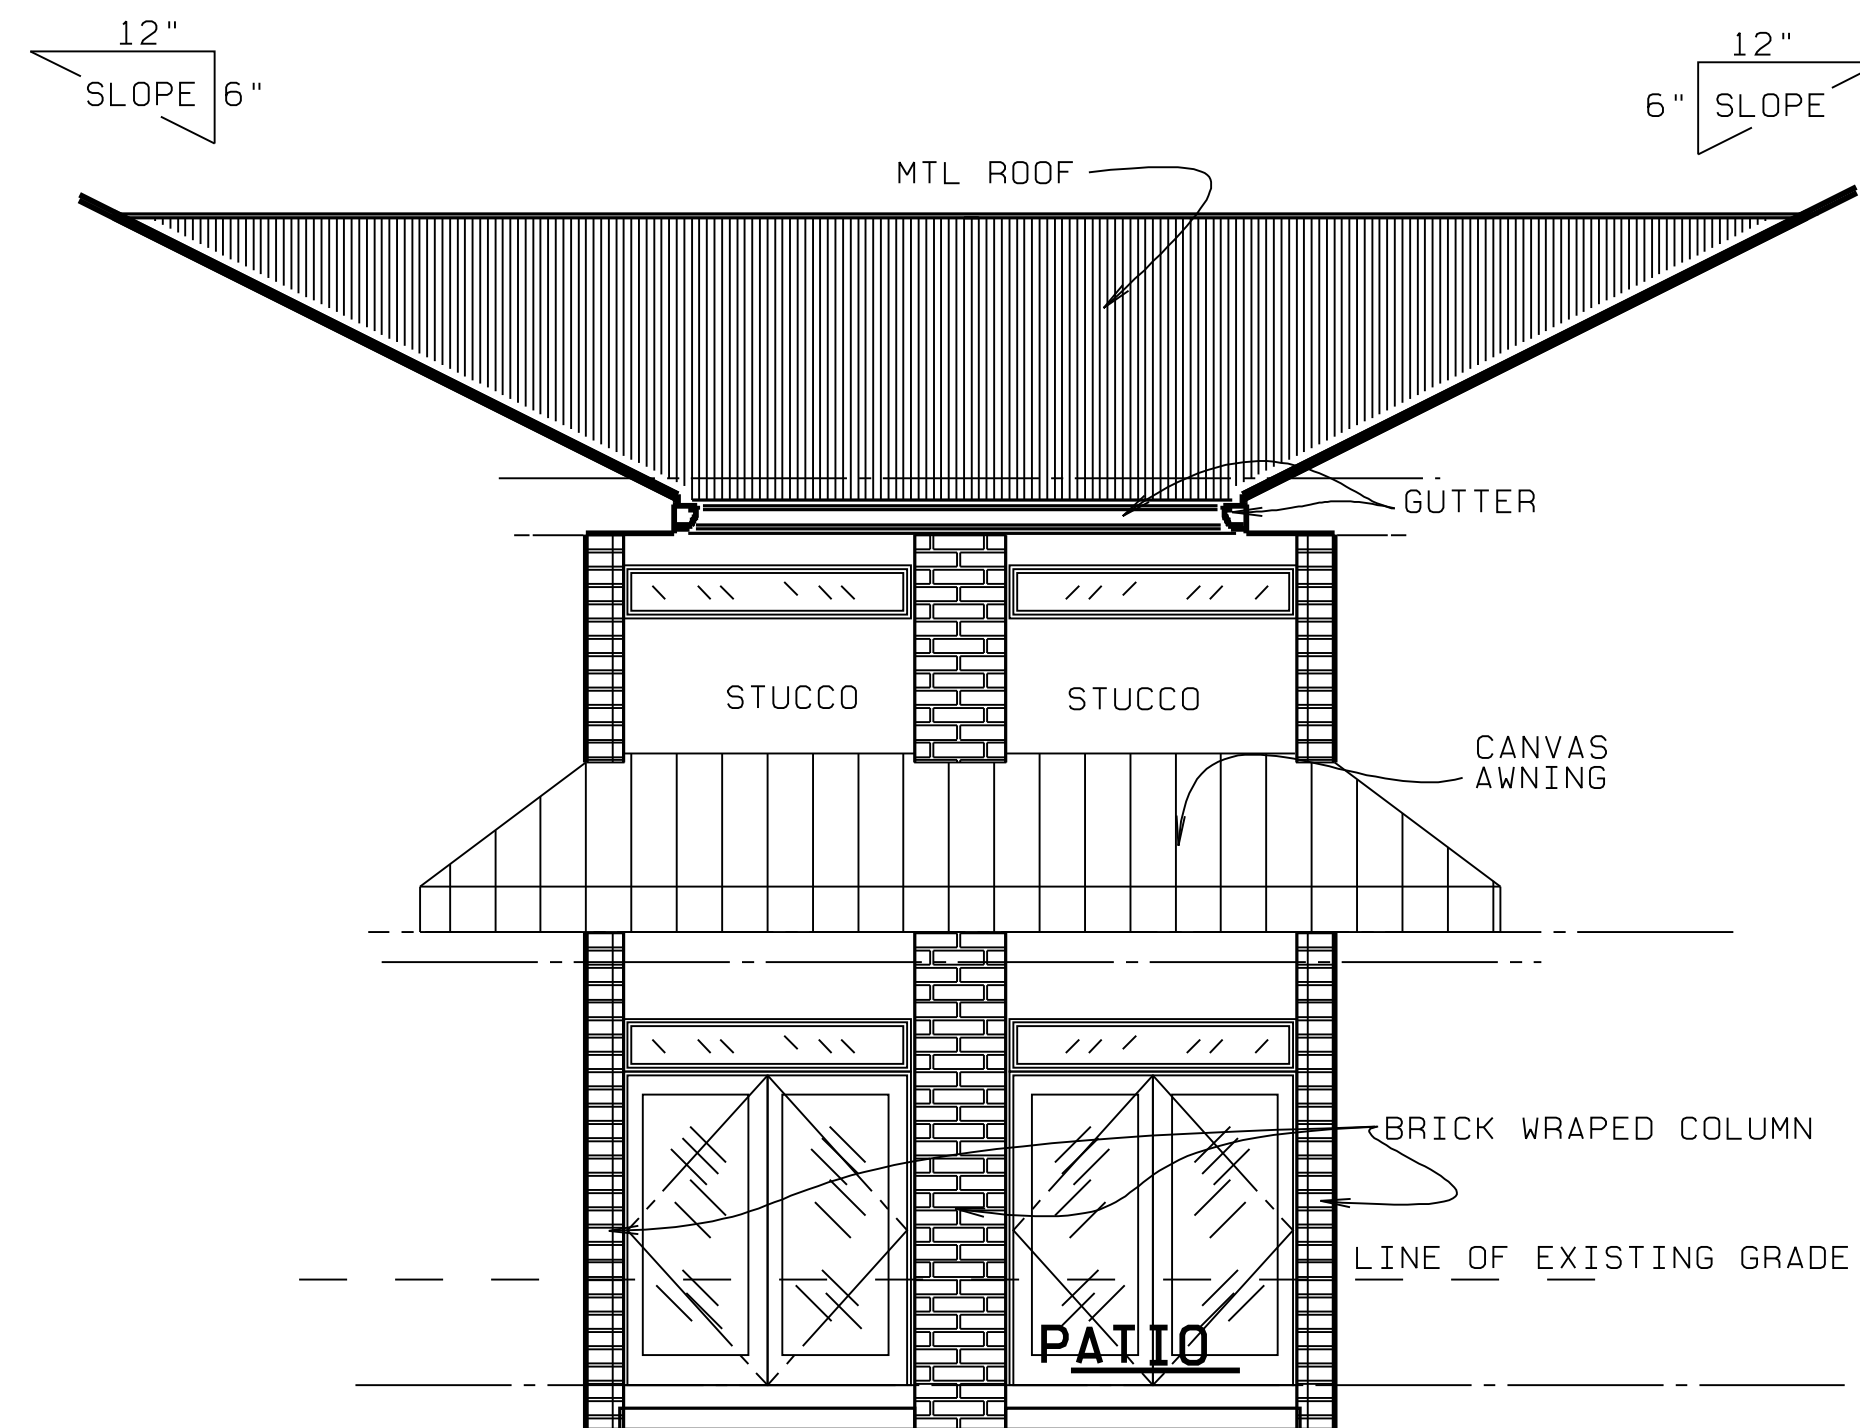 12"
12"
SLOPE 6"
6" SLOPE
MTL ROOF
GUTTER
STUCCO
STUCCO
CANVAS
AWNING
BRICK WRAPED COLUMN
LINE OF EXISTING GRADE
PATIO